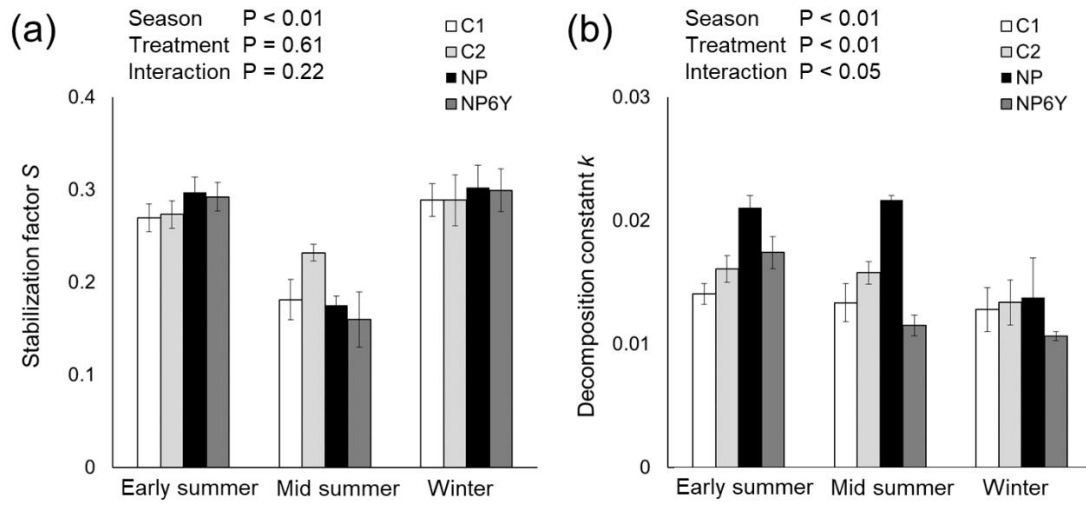 (a)
Season P < 0.01
Treatment P = 0.61
Interaction P = 0.22
C1
C2
NP
NP6Y
Stabilization factor S
0.4
0.3
0.2
0.1
0
Early summer Mid summer Winter
(b)
Season P < 0.01
Treatment P < 0.01
Interaction P < 0.05
C1
C2
NP
NP6Y
Decomposition constatnt k
0.03
0.02
0.01
0.00
Early summer Mid summer Winter